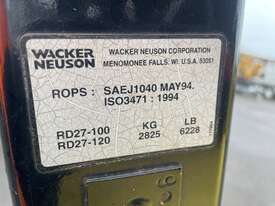 WACKER
NEUSON
WACKER NEUSON CORPORATION
MENOMONEE FALLS, WI. U.S.A. 53051
ROPS : SAEJ1040 MAY94.
ISO3471 : 1994
KG LB
RD27-100 2825 6228
RD27-120